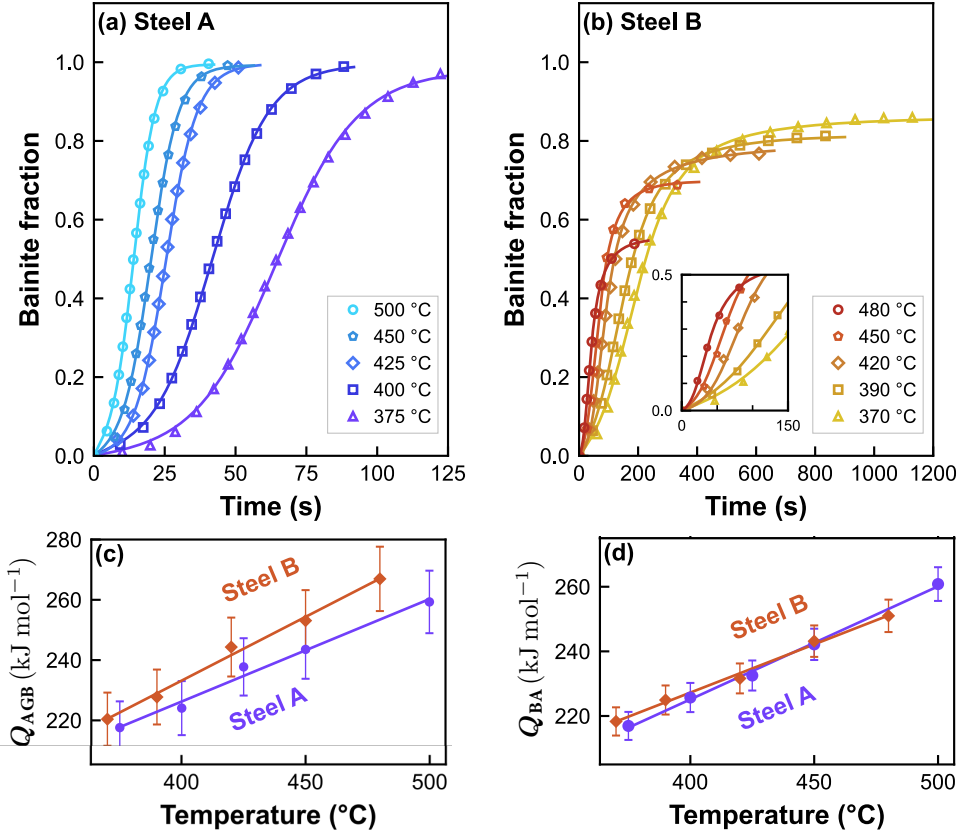 (a) Steel A
Bainite fraction
1.0
0.8
0.6
0.4
0.2
0.0
500 °C
450 °C
425 °C
400 °C
375 °C
0 25 50 75 100 125
Time (s)
(b) Steel B
Bainite fraction
1.0
0.8
0.6
0.4
0.2
0.0
0.5
0.0
0 150
480 °C
450 °C
420 °C
390 °C
370 °C
0 200 400 600 800 1000 1200
Time (s)
(c)
Q_AGB (kJ mol⁻¹)
280
260
240
220
Steel B
Steel A
400 450 500
Temperature (°C)
(d)
Q_BA (kJ mol⁻¹)
260
240
220
Steel B
Steel A
400 450 500
Temperature (°C)